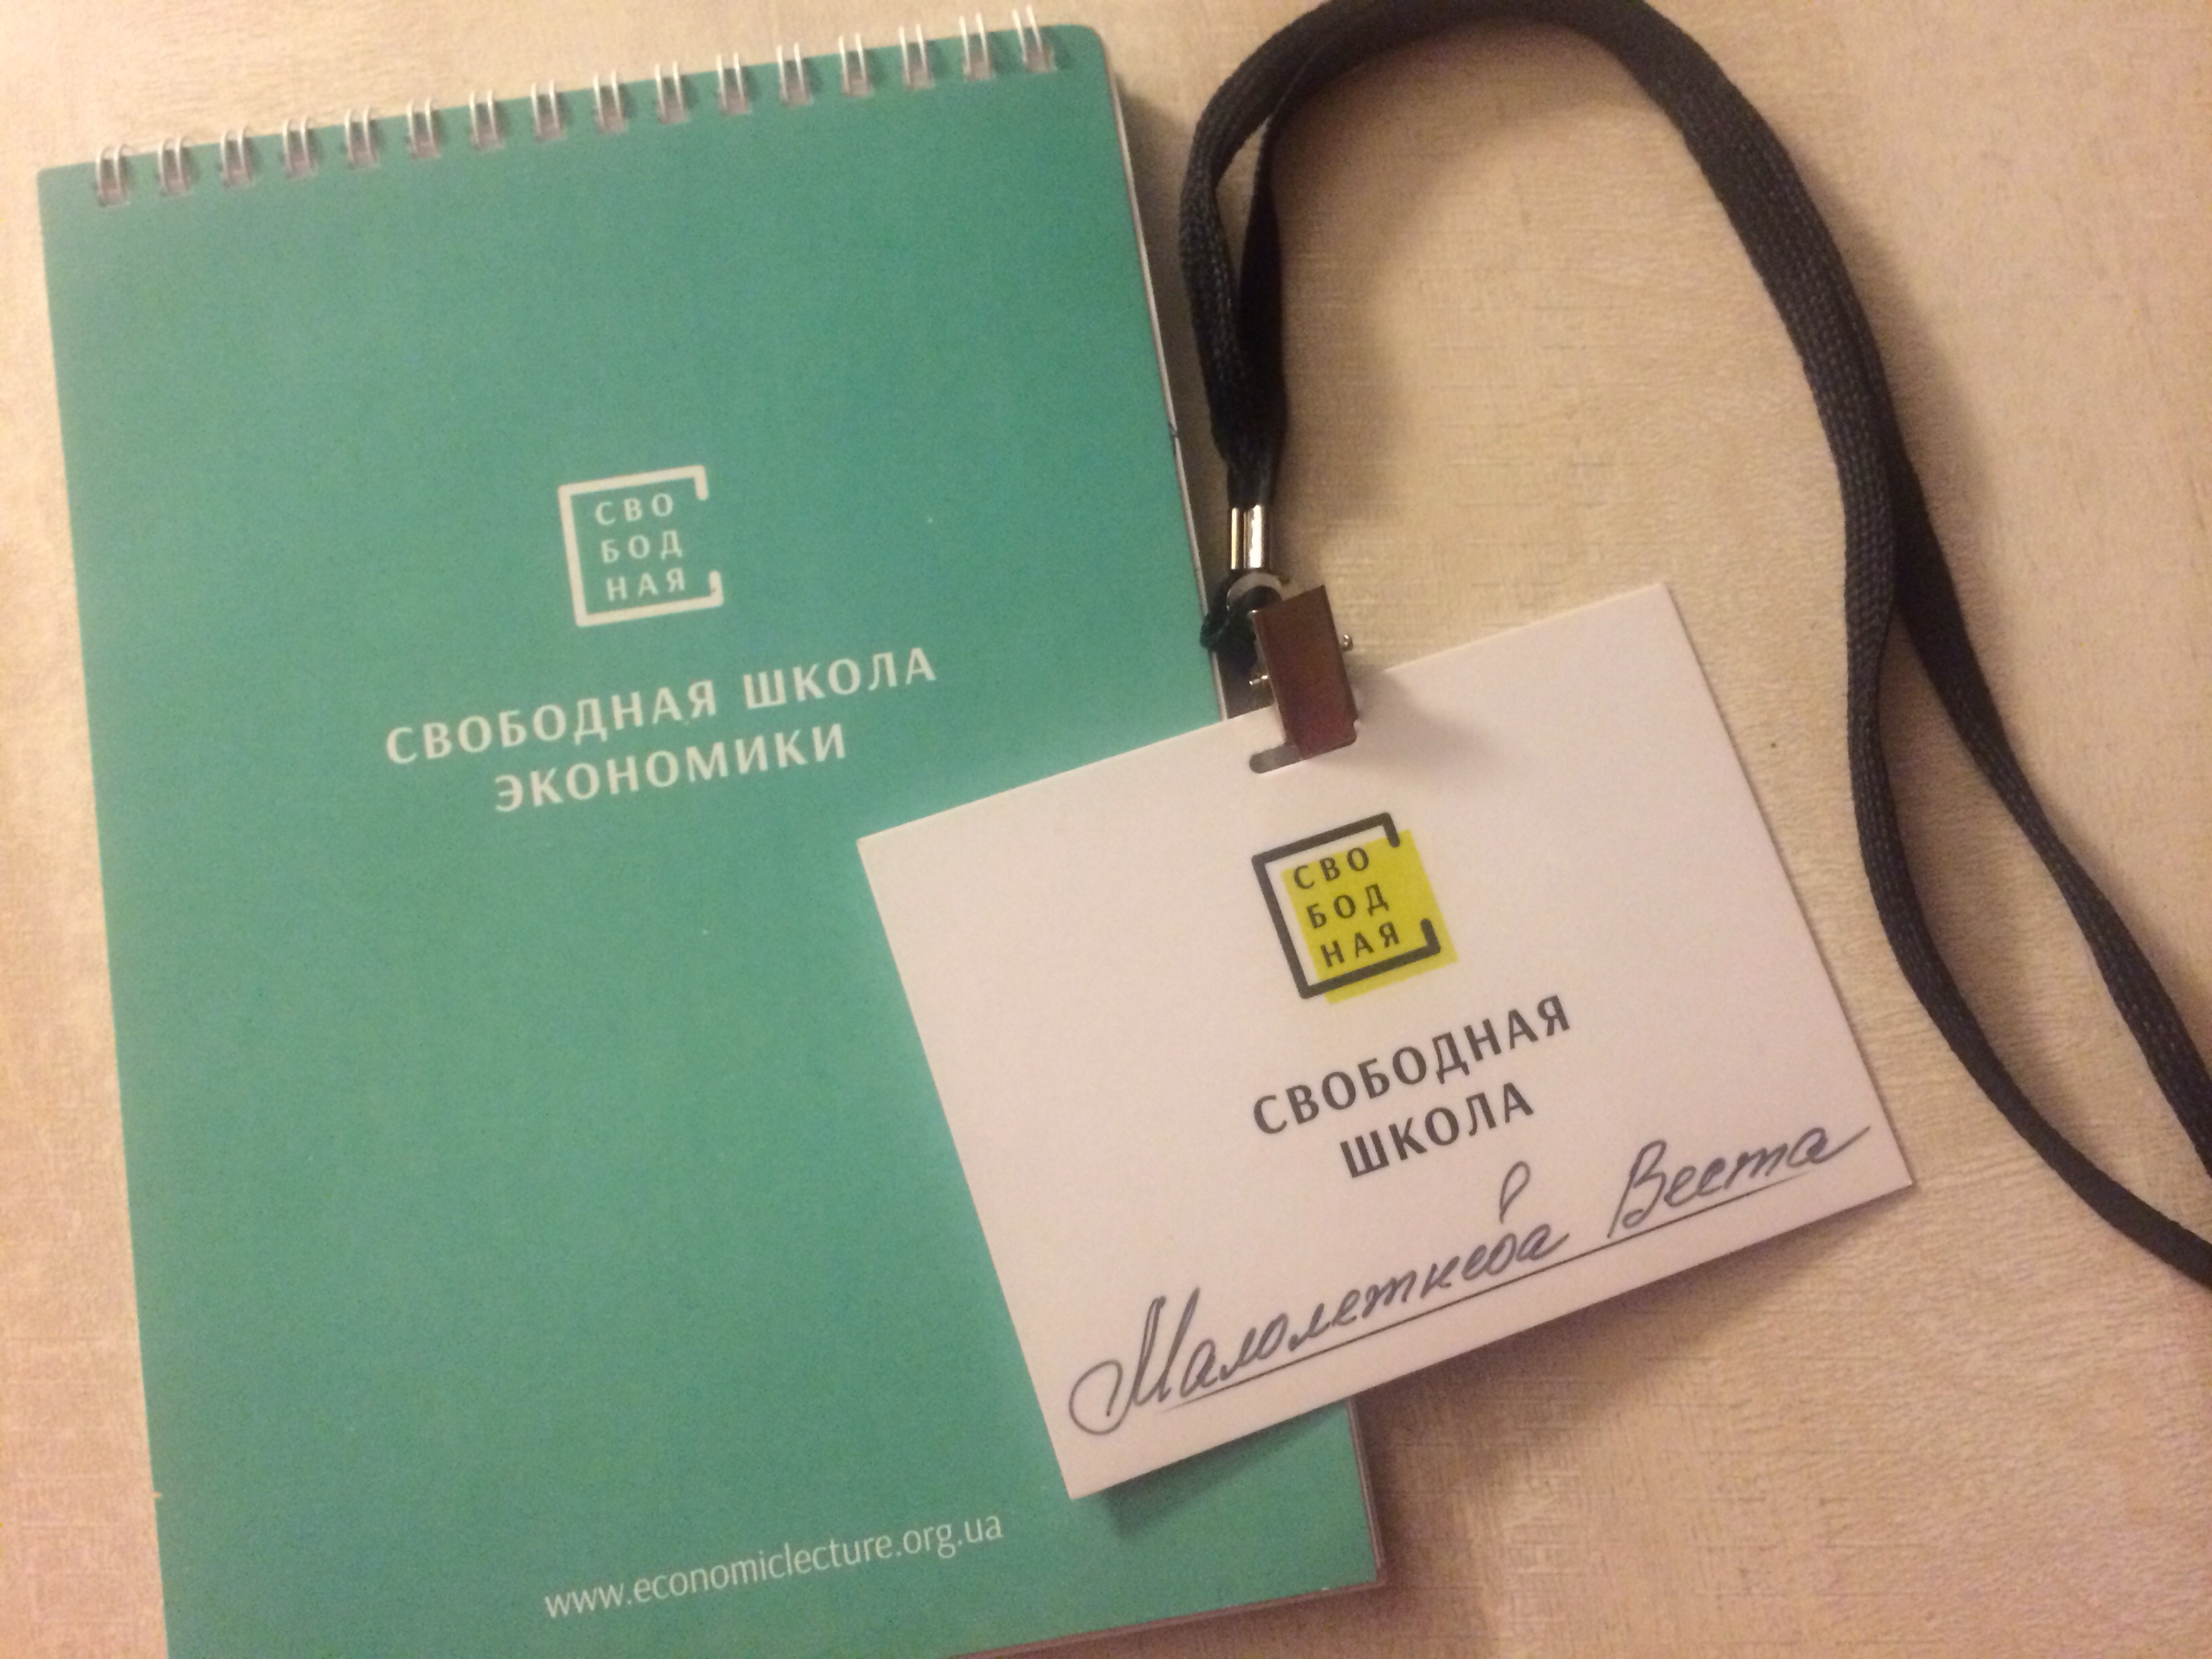 СВО
БОД
НАЯ
СВОБОДНАЯ ШКОЛА
ЭКОНОМИКИ
www.economiclecture.org.ua
СВО
БОД
НАЯ
СВОБОДНАЯ
ШКОЛА
Малолеткова Веста